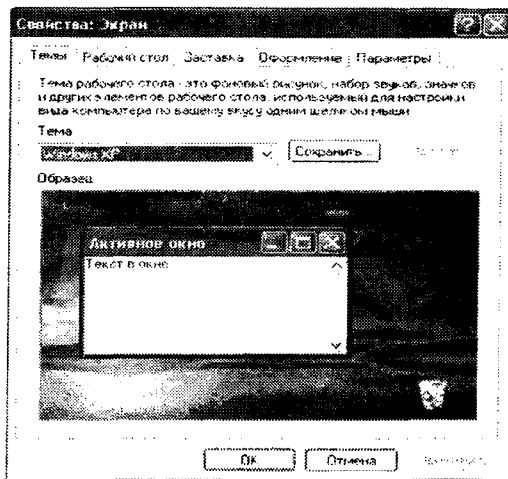 Свойства: Экран
Темы Рабочий стол Заставка Оформление Параметры
Тема рабочего стола - это фоновый рисунок, набор звуков, значков
и других элементов рабочего стола, используемый для настройки
вида компьютера по вашему вкусу одним щелчком мыши
Тема
Windows XP Сохранить...
Образец
Активное окно
Текст в окне
ОК Отмена